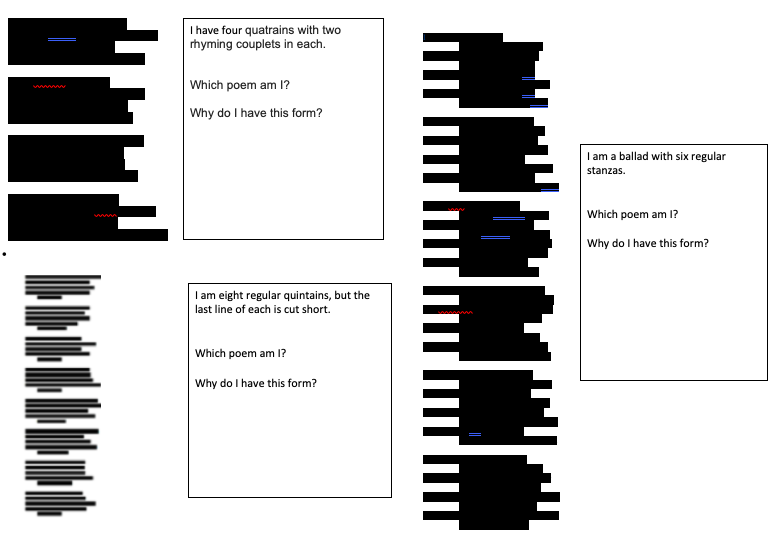 I have four quatrains with two
rhyming couplets in each.
Which poem am I?
Why do I have this form?
I am a ballad with six regular
stanzas.
Which poem am I?
Why do I have this form?
I am eight regular quintains, but the
last line of each is cut short.
Which poem am I?
Why do I have this form?